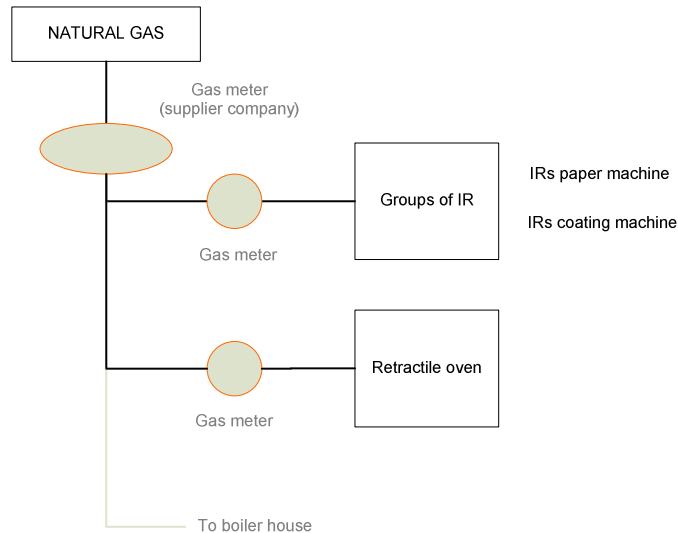 NATURAL GAS
Gas meter
(supplier company)
Groups of IR
IRs paper machine
IRs coating machine
Gas meter
Retractile oven
Gas meter
To boiler house